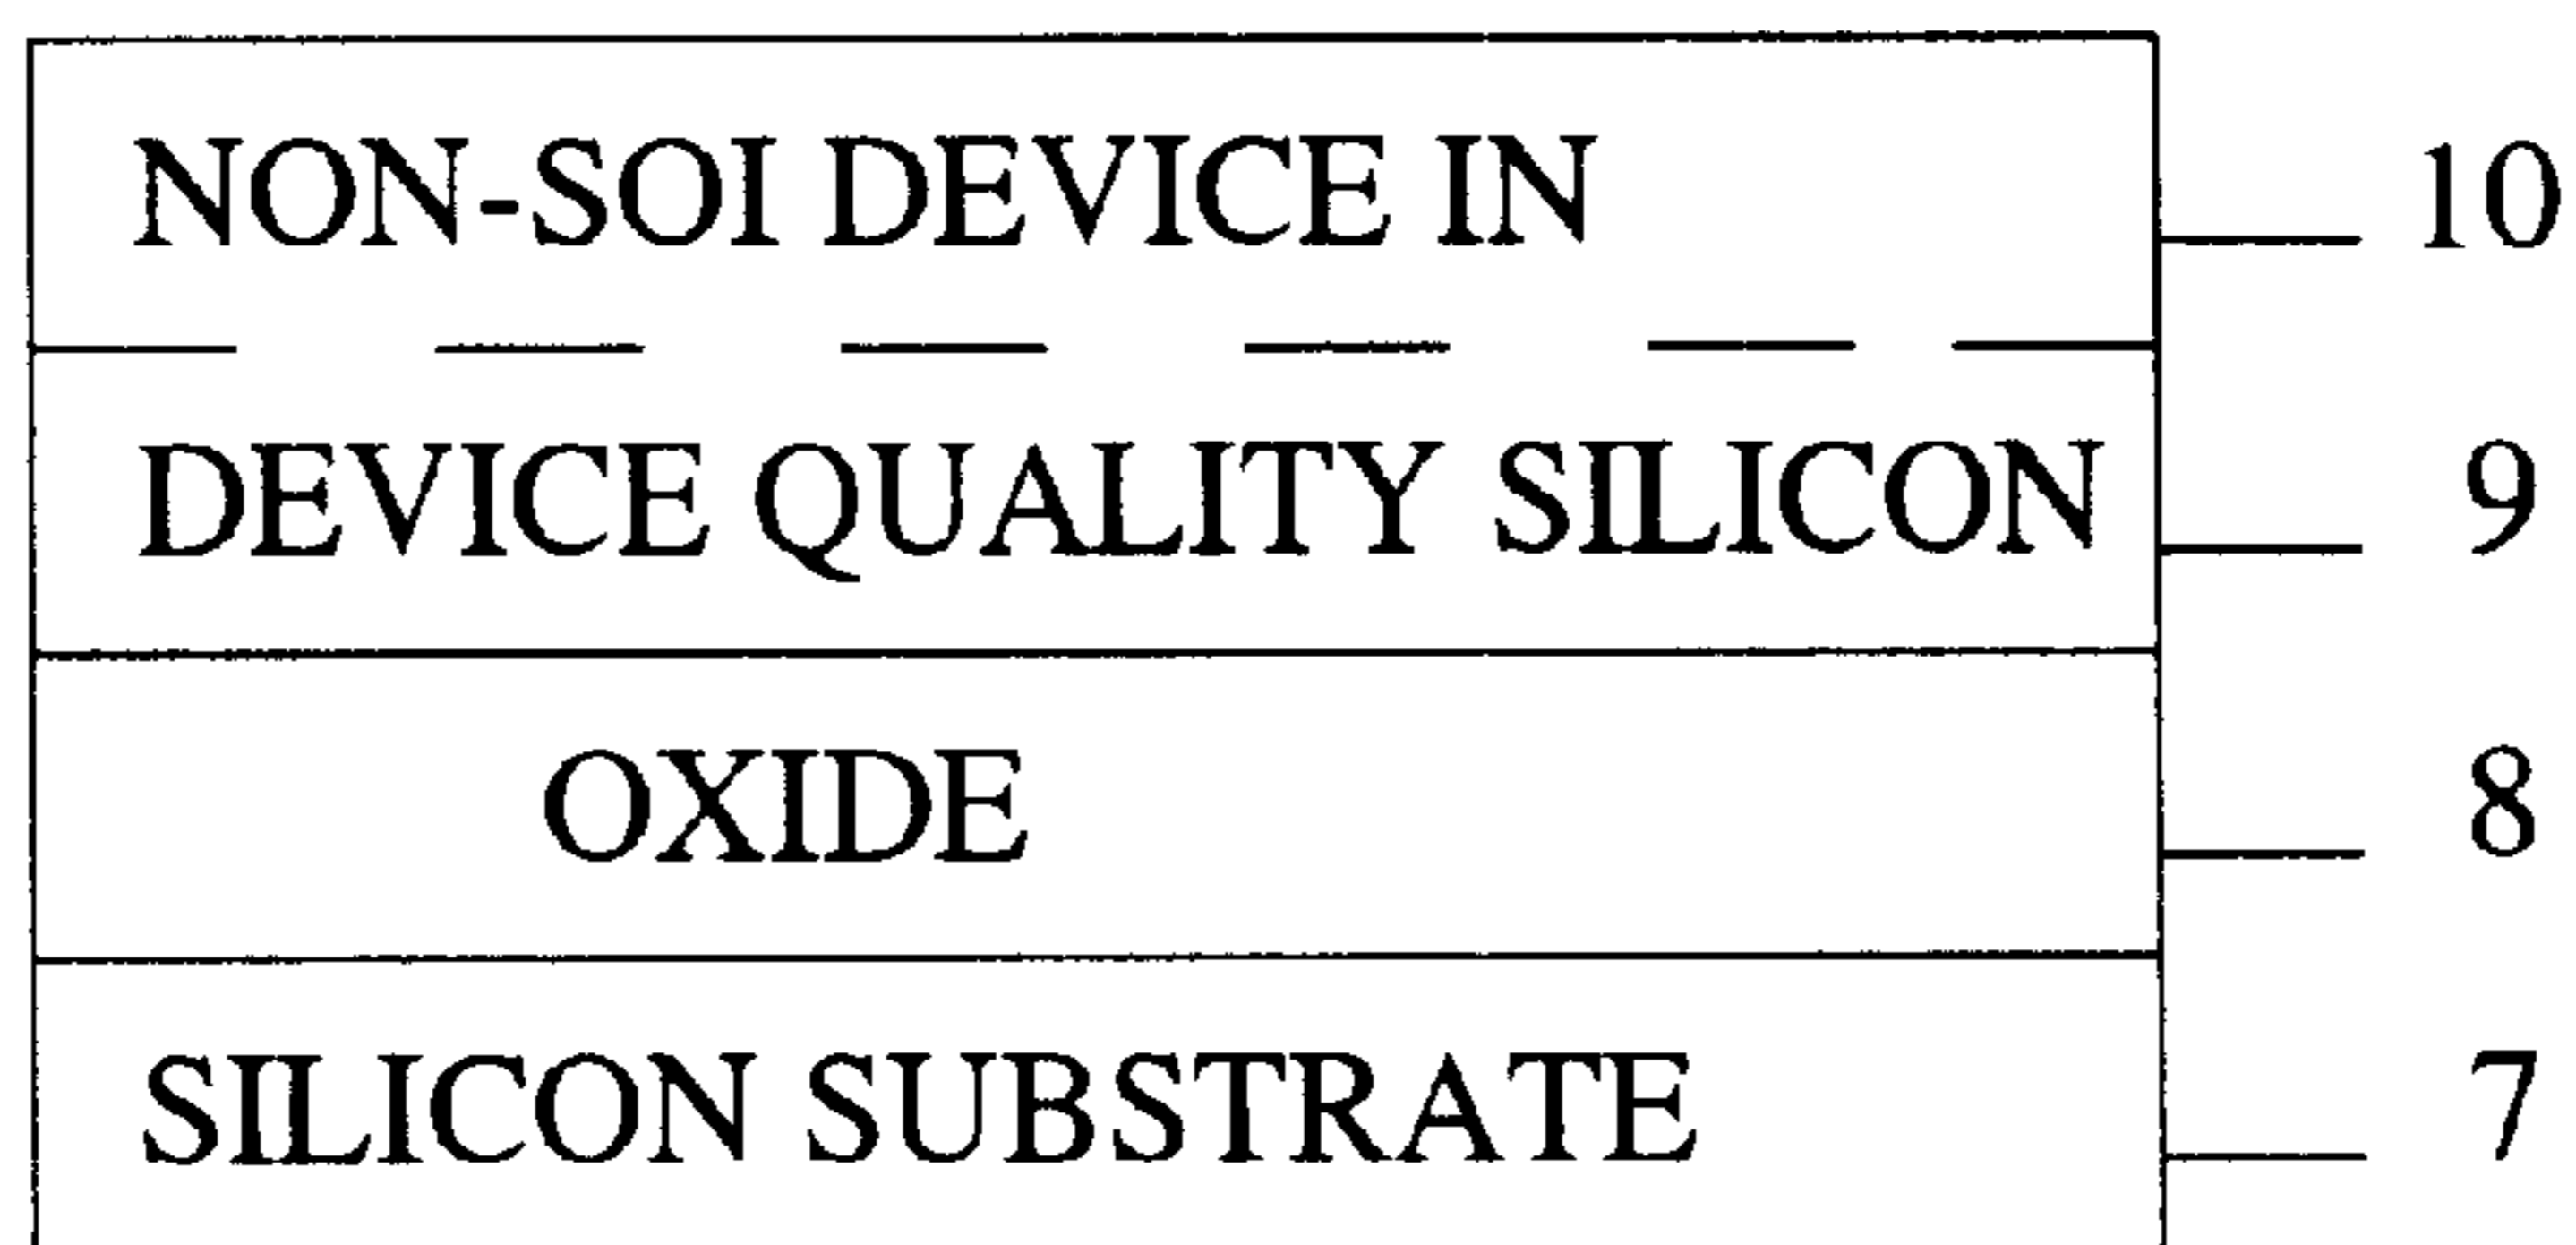 NON-SOI DEVICE IN 10
DEVICE QUALITY SILICON 9
OXIDE 8
SILICON SUBSTRATE 7